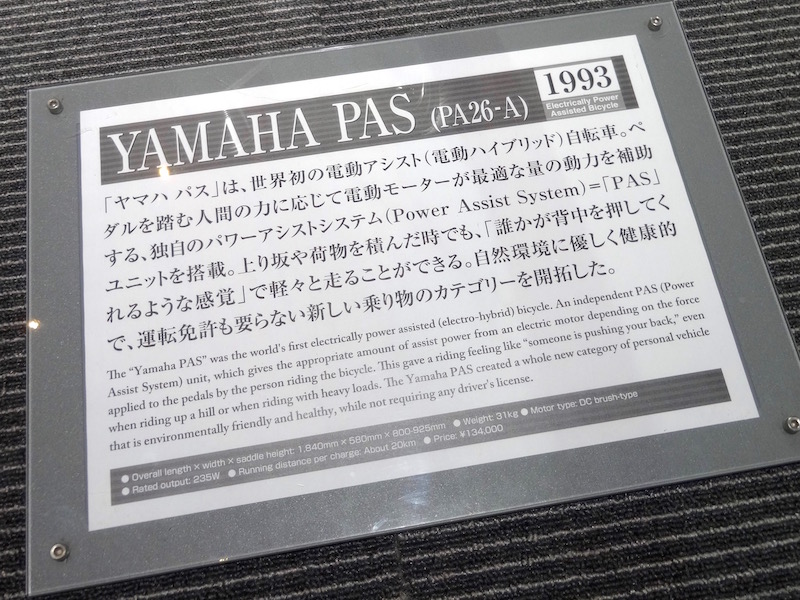 YAMAHA PAS' (PA26-A)
1993
Electrically Power
Assisted Bicycle
「ヤマハ パス」は、世界初の電動アシスト(電動ハイブリッド)自転車。ペ
ダルを踏む人間の力に応じて電動モーターが最適な量の動力を補助
する、独自のパワーアシストシステム(Power Assist System)=「PAS」
ユニットを搭載。上り坂や荷物を積んだ時でも、「誰かが背中を押してく
れるような感覚」で軽々と走ることができる。自然環境に優しく健康的
で、運転免許も要らない新しい乗り物のカテゴリーを開拓した。
The “Yamaha PAS” was the world's first electrically power assisted (electro-hybrid) bicycle. An independent PAS (Power
Assist System) unit, which gives the appropriate amount of assist power from an electric motor depending on the force
applied to the pedals by the person riding the bicycle. This gave a riding feeling like “someone is pushing your back,” even
when riding up a hill or when riding with heavy loads. The Yamaha PAS created a whole new category of personal vehicle
that is environmentally friendly and healthy, while not requiring any driver's license.
● Overall length × width × saddle height: 1,840mm × 580mm × 800-925mm ● Weight: 31kg ● Motor type: DC brush-type
● Rated output: 235W ● Running distance per charge: About 20km ● Price: ¥134,000